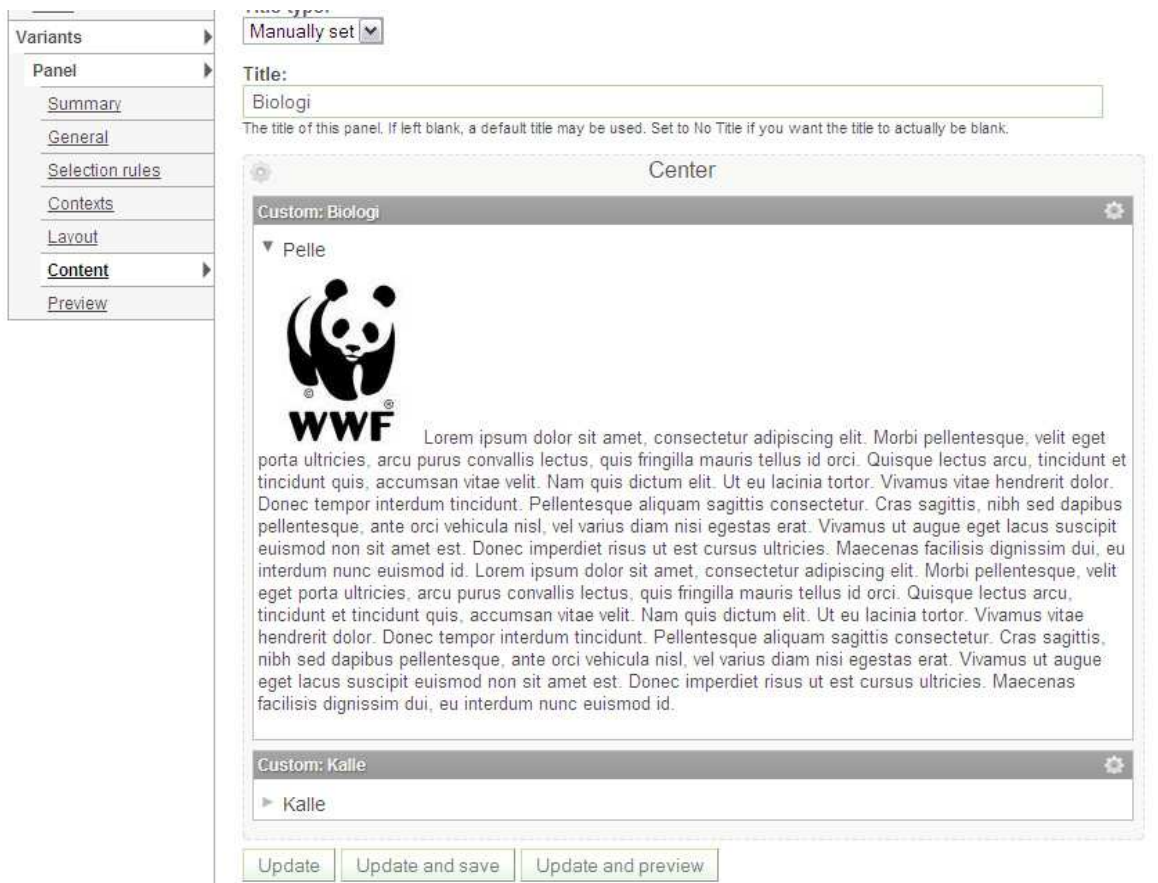 Title type:
Manually set
Variants
Panel
Summary
General
Selection rules
Contexts
Layout
Content
Preview
Title:
Biologi
The title of this panel. If left blank, a default title may be used. Set to No Title if you want the title to actually be blank.
Center
Custom: Biologi
Pelle
©
®
WWF
Lorem ipsum dolor sit amet, consectetur adipiscing elit. Morbi pellentesque, velit eget
porta ultricies, arcu purus convallis lectus, quis fringilla mauris tellus id orci. Quisque lectus arcu, tincidunt et
tincidunt quis, accumsan vitae velit. Nam quis dictum elit. Ut eu lacinia tortor. Vivamus vitae hendrerit dolor.
Donec tempor interdum tincidunt. Pellentesque aliquam sagittis consectetur. Cras sagittis, nibh sed dapibus
pellentesque, ante orci vehicula nisl, vel varius diam nisi egestas erat. Vivamus ut augue eget lacus suscipit
euismod non sit amet est. Donec imperdiet risus ut est cursus ultricies. Maecenas facilisis dignissim dui, eu
interdum nunc euismod id. Lorem ipsum dolor sit amet, consectetur adipiscing elit. Morbi pellentesque, velit
eget porta ultricies, arcu purus convallis lectus, quis fringilla mauris tellus id orci. Quisque lectus arcu,
tincidunt et tincidunt quis, accumsan vitae velit. Nam quis dictum elit. Ut eu lacinia tortor. Vivamus vitae
hendrerit dolor. Donec tempor interdum tincidunt. Pellentesque aliquam sagittis consectetur. Cras sagittis,
nibh sed dapibus pellentesque, ante orci vehicula nisl, vel varius diam nisi egestas erat. Vivamus ut augue
eget lacus suscipit euismod non sit amet est. Donec imperdiet risus ut est cursus ultricies. Maecenas
facilisis dignissim dui, eu interdum nunc euismod id.
Custom: Kalle
Kalle
Update
Update and save
Update and preview